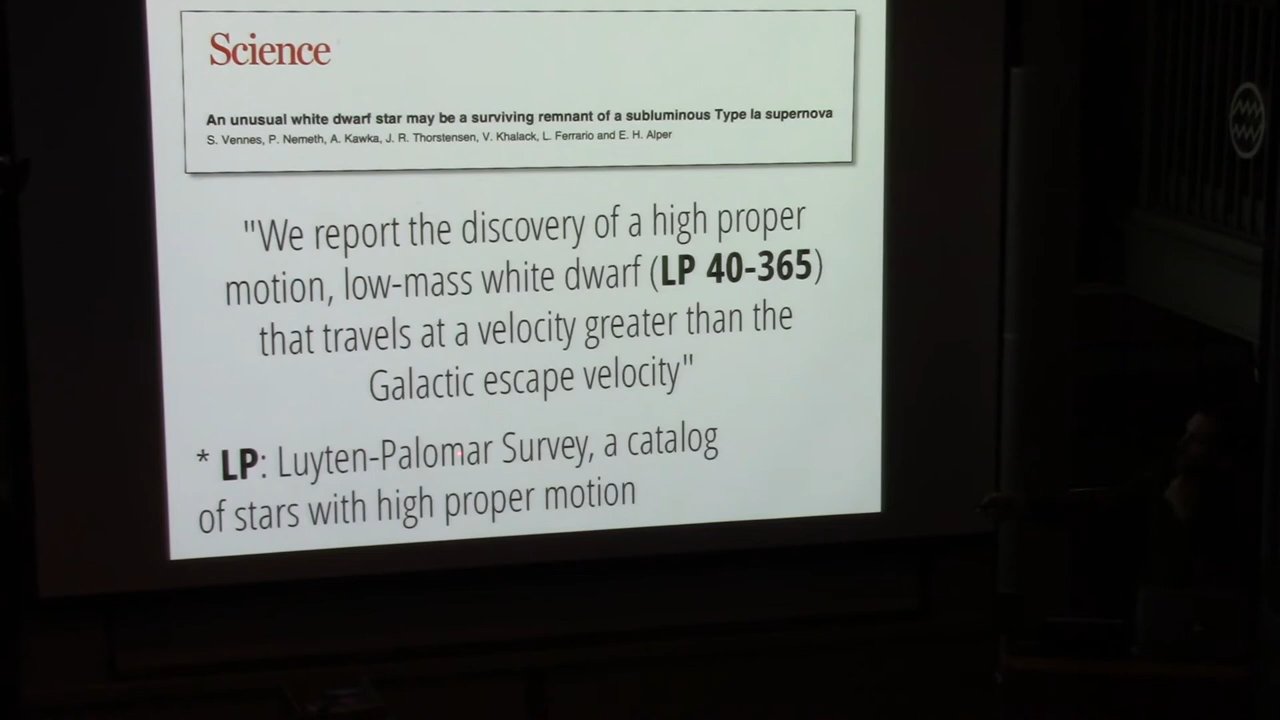 Science
An unusual white dwarf star may be a surviving remnant of a subluminous Type Ia supernova
S. Vennes, P. Nemeth, A. Kawka, J. R. Thorstensen, V. Khalack, L. Ferrario and E. H. Alper
"We report the discovery of a high proper
motion, low-mass white dwarf (LP 40-365)
that travels at a velocity greater than the
Galactic escape velocity"
* LP: Luyten-Palomar Survey, a catalog
of stars with high proper motion